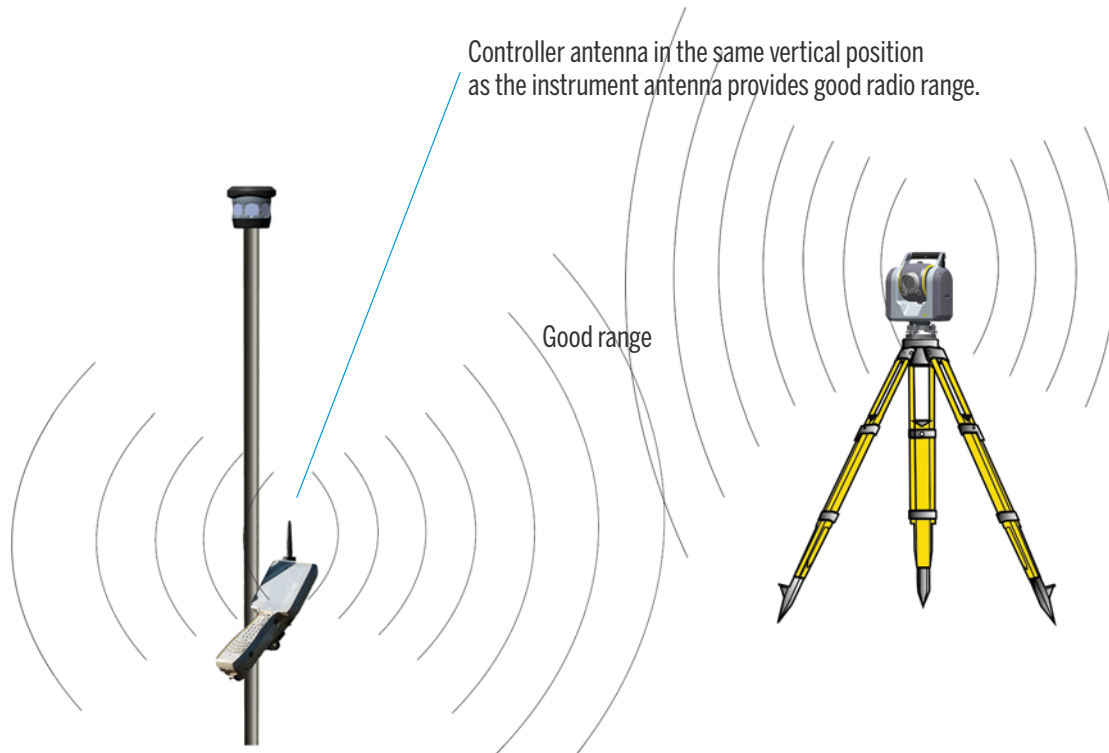 Controller antenna in the same vertical position
as the instrument antenna provides good radio range.
Good range